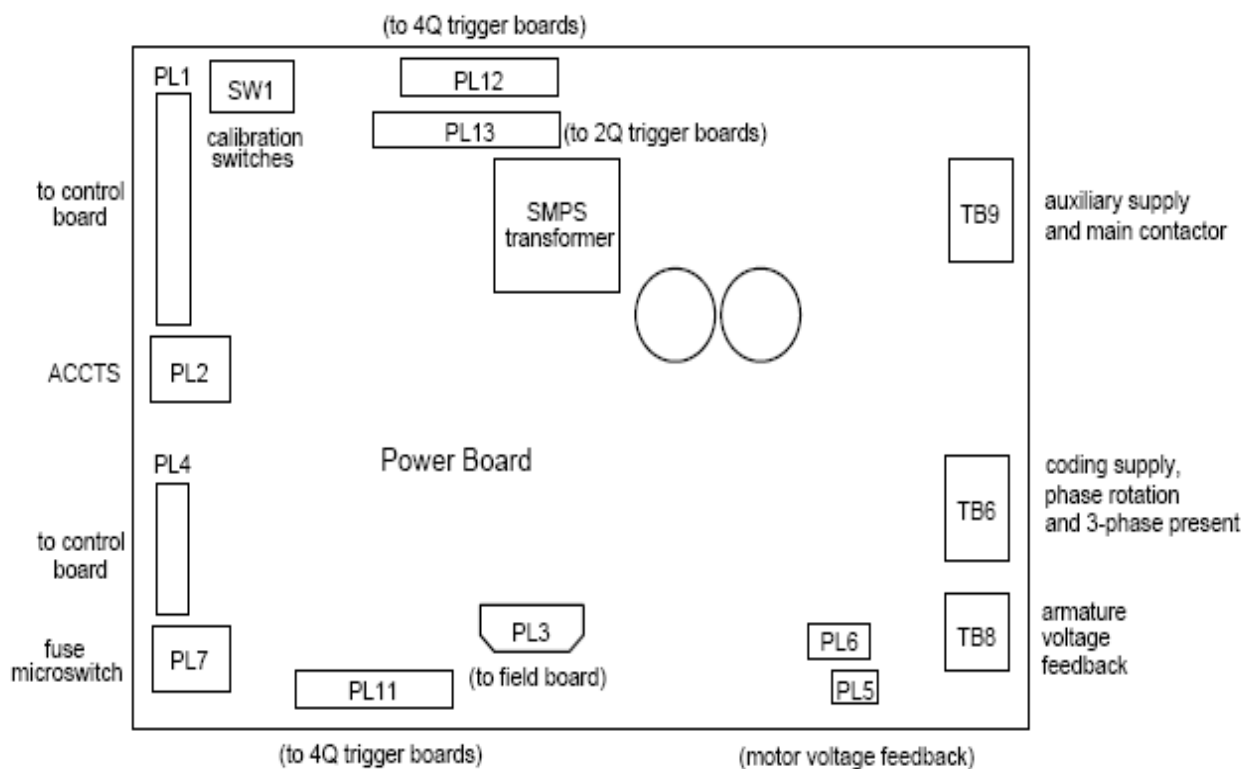 (to 4Q trigger boards)
PL1
SW1
PL12
calibration
switches
PL13
(to 2Q trigger boards)
to control
board
SMPS
transformer
TB9
auxiliary supply
and main contactor
ACCTS
PL2
PL4
Power Board
coding supply,
phase rotation
and 3-phase present
TB6
to control
board
PL3
(to field board)
PL6
TB8
armature
voltage
feedback
fuse
microswitch
PL7
PL11
PL5
(to 4Q trigger boards)
(motor voltage feedback)